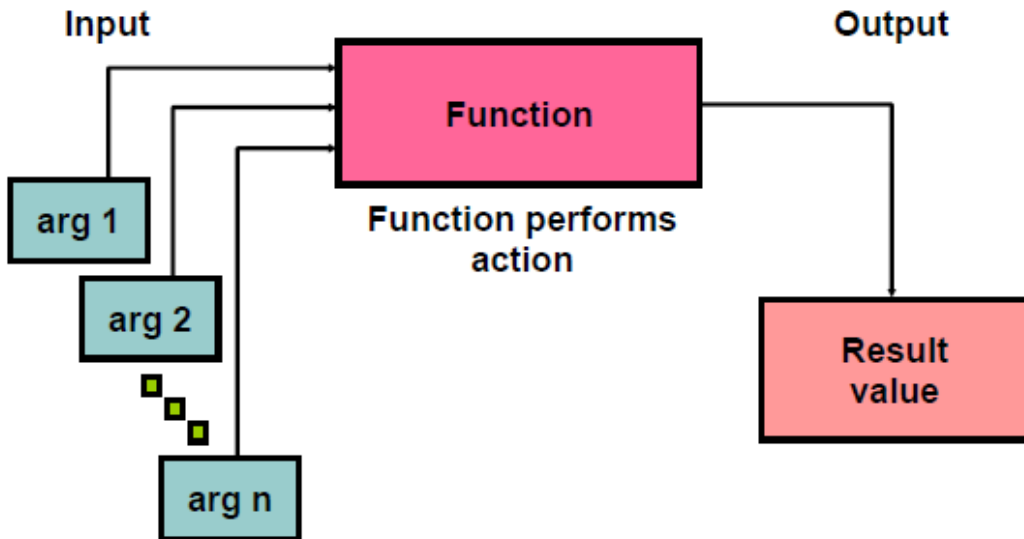 Input
Output
Function
arg 1
Function performs
action
arg 2
Result
value
arg n